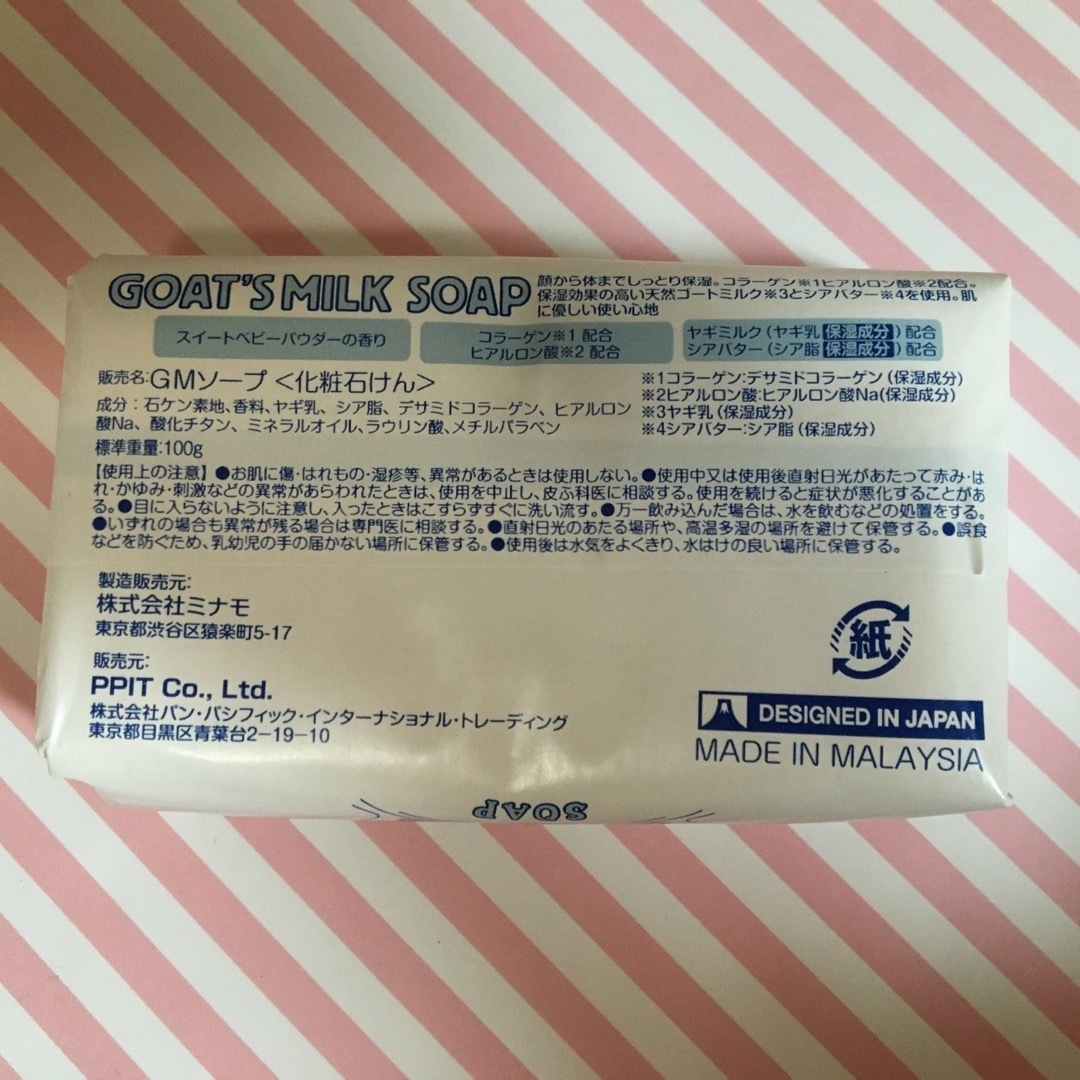 GOAT'S MILK SOAP
顔から体までしっとり保湿。コラーゲン※1ヒアルロン酸※2配合。
保湿効果の高い天然ゴートミルク※3とシアバター※4を使用。肌
に優しい使い心地
スイートベビーパウダーの香り
コラーゲン※1 配合
ヒアルロン酸※2 配合
ヤギミルク(ヤギ乳 保湿成分)配合
シアバター(シア脂 保湿成分)配合
販売名:GMソープ<化粧石けん>
成分:石ケン素地、香料、ヤギ乳、シア脂、デサミドコラーゲン、ヒアルロン
酸Na、酸化チタン、ミネラルオイル、ラウリン酸、メチルパラベン
標準重量:100g
※1コラーゲン:デサミドコラーゲン(保湿成分)
※2ヒアルロン酸:ヒアルロン酸Na(保湿成分)
※3ヤギ乳(保湿成分)
※4シアバター:シア脂(保湿成分)
【使用上の注意】●お肌に傷・はれもの・湿疹等、異常があるときは使用しない。●使用中又は使用後直射日光があたって赤み・は
れ・かゆみ・刺激などの異常があらわれたときは、使用を中止し、皮ふ科医に相談する。使用を続けると症状が悪化することがあ
る。●目に入らないように注意し、入ったときはこすらずすぐに洗い流す。●万一飲み込んだ場合は、水を飲むなどの処置をする。
●いずれの場合も異常が残る場合は専門医に相談する。●直射日光のあたる場所や、高温多湿の場所を避けて保管する。●誤食
などを防ぐため、乳幼児の手の届かない場所に保管する。●使用後は水気をよくきり、水はけの良い場所に保管する。
製造販売元:
株式会社ミナモ
東京都渋谷区猿楽町5-17
販売元:
PPIT Co., Ltd.
株式会社パン・パシフィック・インターナショナル・トレーディング
東京都目黒区青葉台2-19-10
紙
DESIGNED IN JAPAN
MADE IN MALAYSIA
SOAP